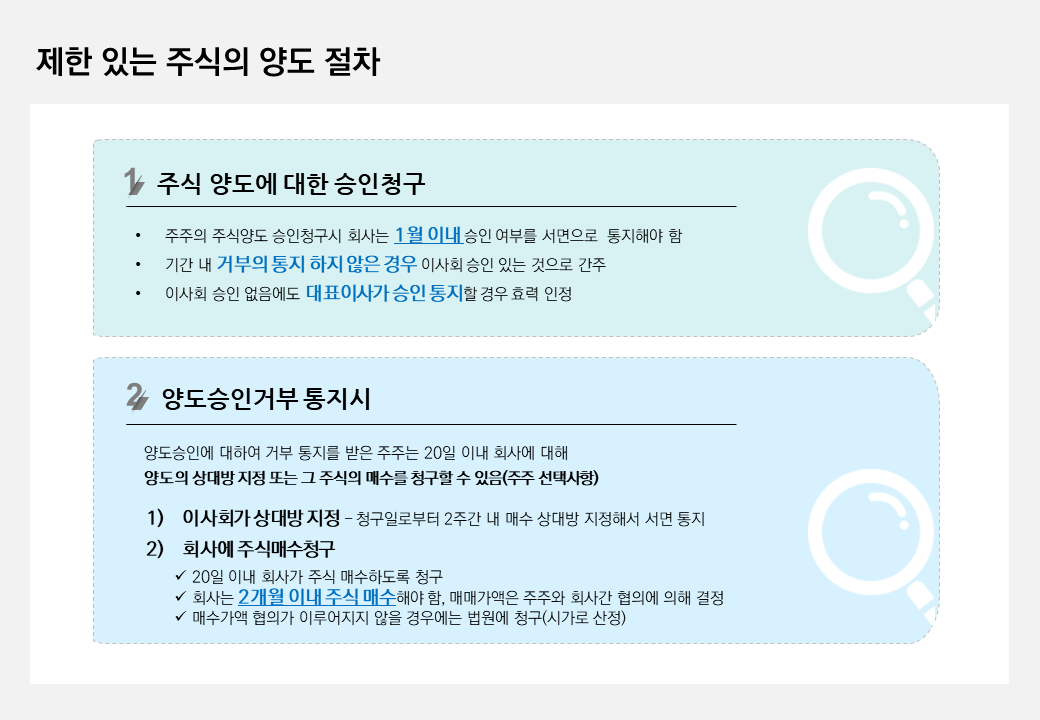 제한 있는 주식의 양도 절차
1 주식 양도에 대한 승인청구
• 주주의 주식양도 승인청구시 회사는 1월 이내 승인 여부를 서면으로 통지해야 함
• 기간 내 거부의 통지 하지 않은 경우 이사회 승인 있는 것으로 간주
• 이사회 승인 없음에도 대표이사가 승인 통지할 경우 효력 인정
2 양도승인거부 통지시
양도승인에 대하여 거부 통지를 받은 주주는 20일 이내 회사에 대해
양도의 상대방 지정 또는 그 주식의 매수를 청구할 수 있음(주주 선택사항)
1) 이사회가 상대방 지정 – 청구일로부터 2주간 내 매수 상대방 지정해서 서면 통지
2) 회사에 주식매수청구
✓ 20일 이내 회사가 주식 매수하도록 청구
✓ 회사는 2개월 이내 주식 매수해야 함, 매매가액은 주주와 회사간 협의에 의해 결정
✓ 매수가액 협의가 이루어지지 않을 경우에는 법원에 청구(시가로 산정)